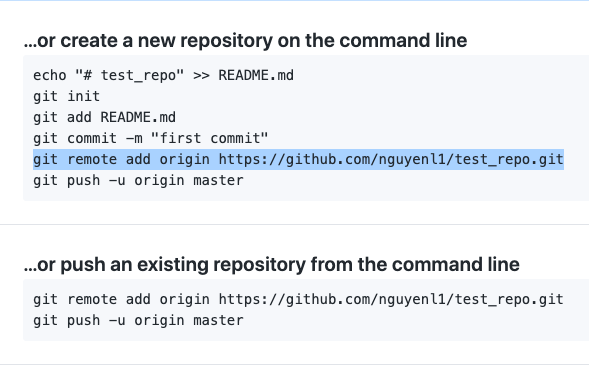 ...or create a new repository on the command line
echo "# test_repo" >> README.md
git init
git add README.md
git commit -m "first commit"
git remote add origin https://github.com/nguyenl1/test_repo.git
git push -u origin master
...or push an existing repository from the command line
git remote add origin https://github.com/nguyenl1/test_repo.git
git push -u origin master